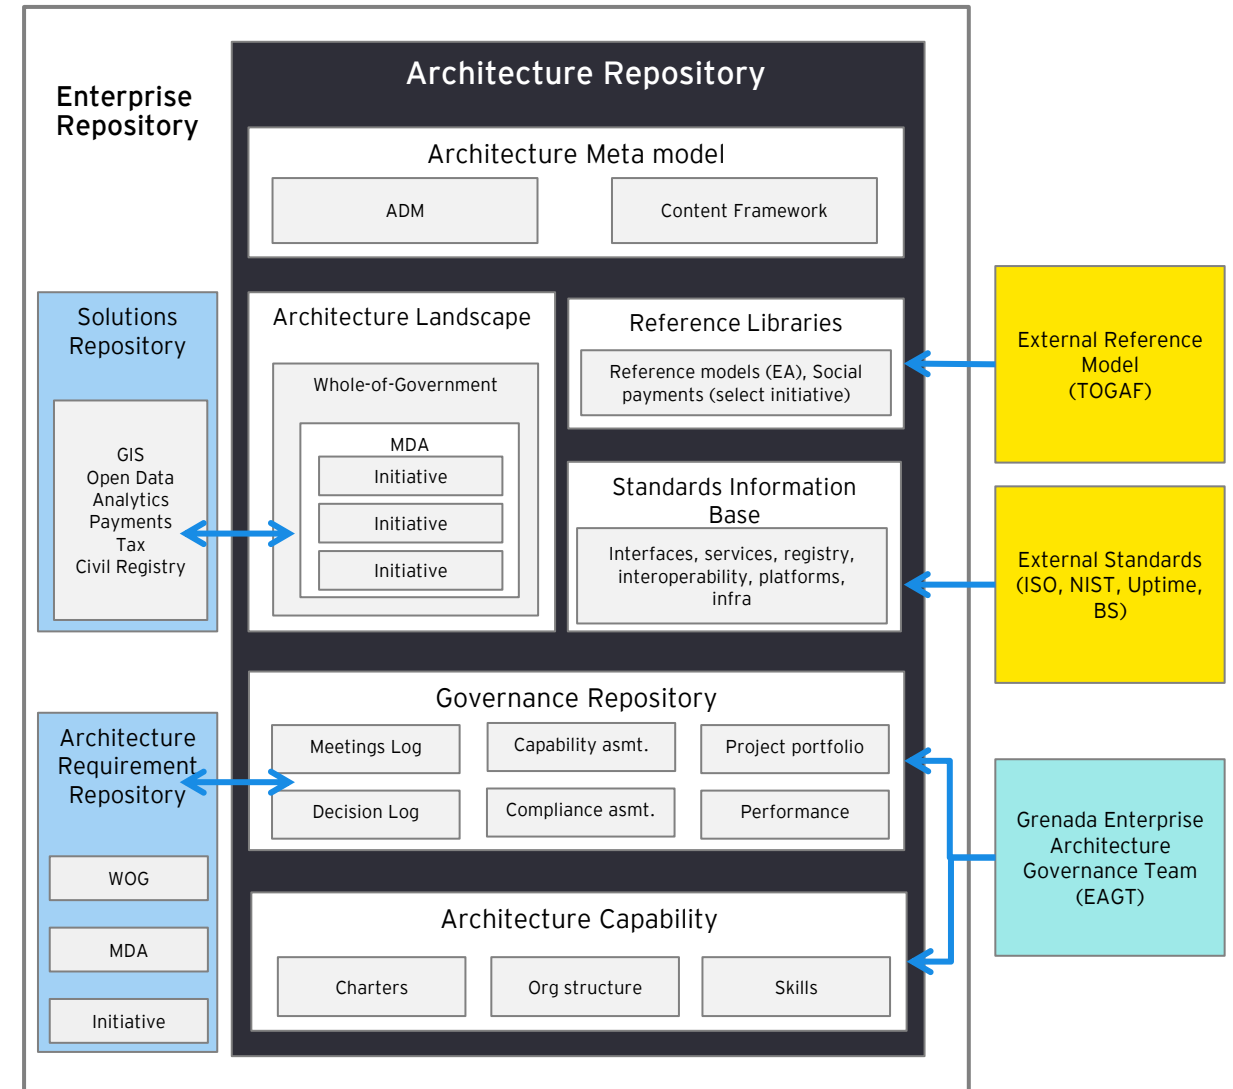 Architecture Repository
Enterprise
Repository
Architecture Meta model
ADM
Content Framework
Solutions
Repository
GIS
Open Data
Analytics
Payments
Tax
Civil Registry
Architecture Landscape
Whole-of-Government
MDA
Initiative
Initiative
Initiative
Reference Libraries
Reference models (EA), Social
payments (select initiative)
Standards Information
Base
Interfaces, services, registry,
interoperability, platforms,
infra
External Reference
Model
(TOGAF)
External Standards
(ISO, NIST, Uptime,
BS)
Architecture
Requirement
Repository
WOG
MDA
Initiative
Governance Repository
Meetings Log
Capability asmt.
Project portfolio
Decision Log
Compliance asmt.
Performance
Architecture Capability
Charters
Org structure
Skills
Grenada Enterprise
Architecture
Governance Team
(EAGT)